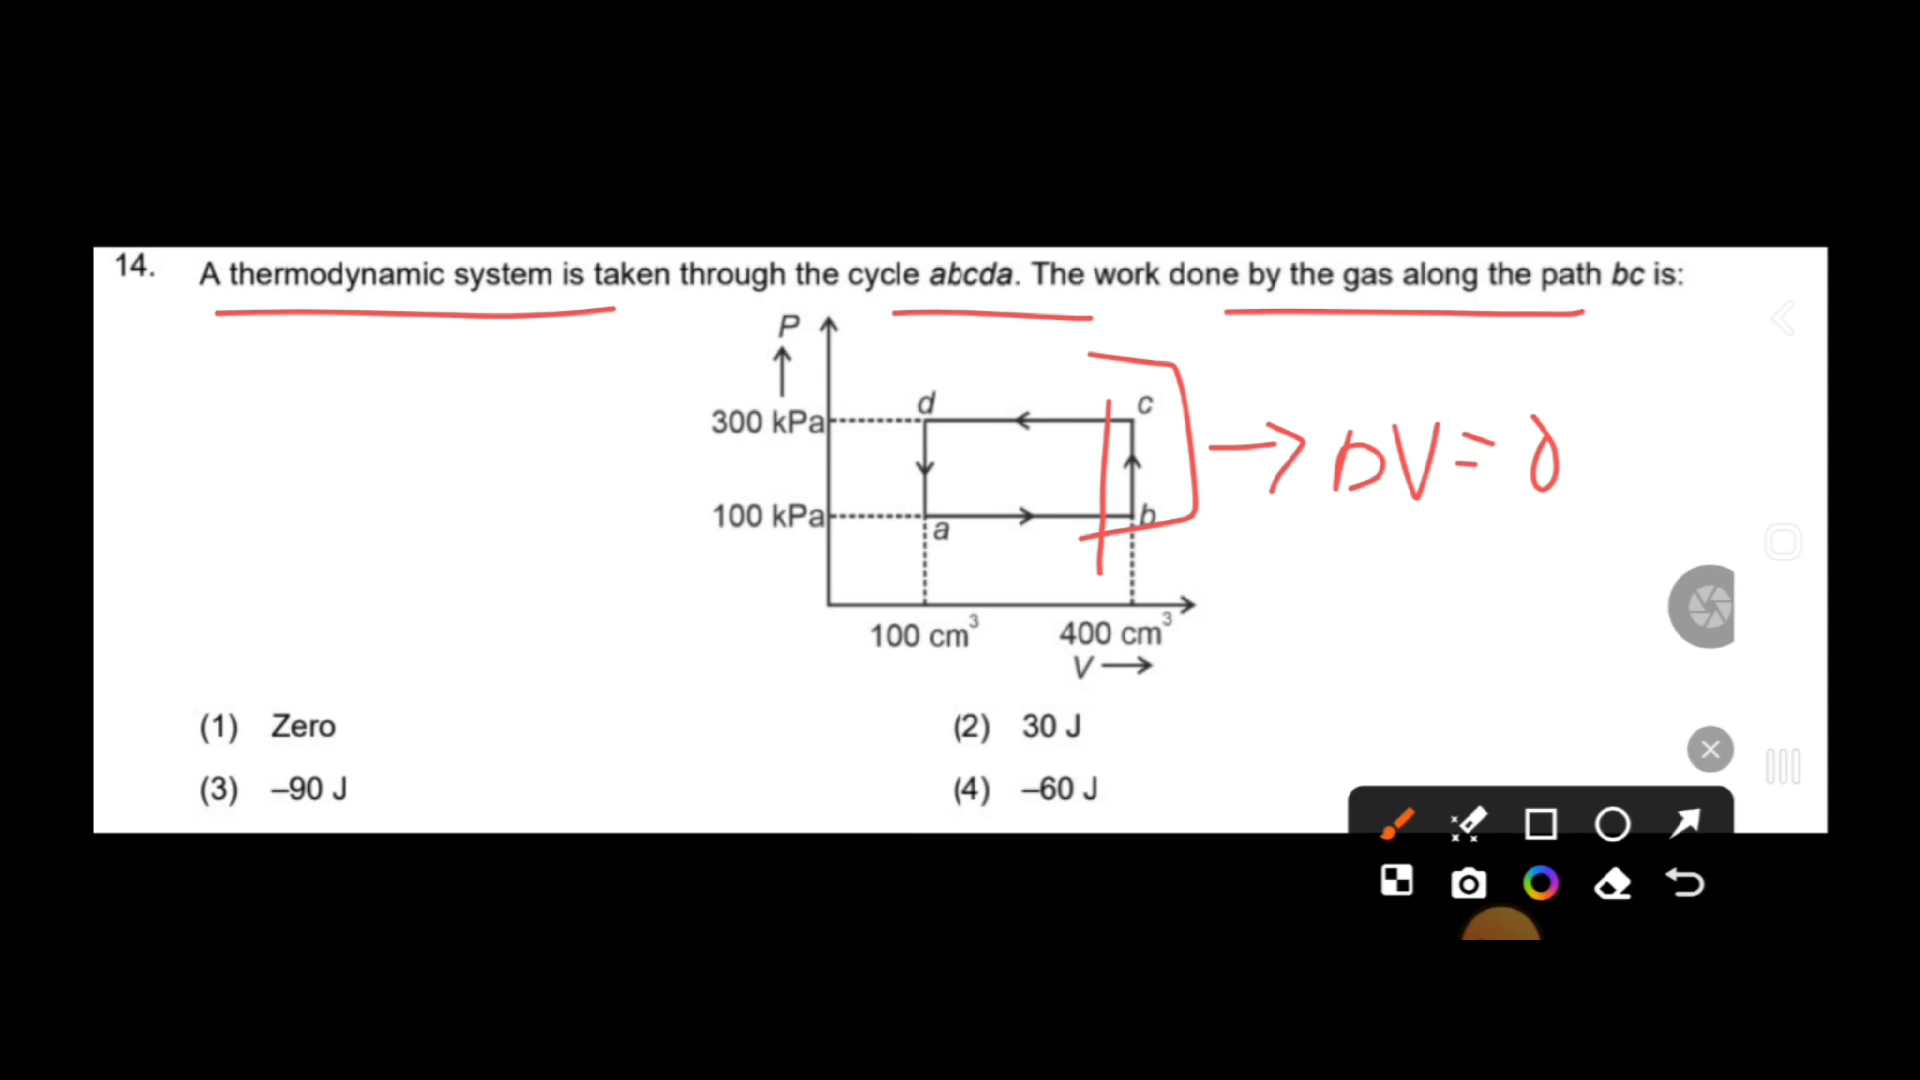 14. A thermodynamic system is taken through the cycle abcda. The work done by the gas along the path bc is:
P
d
c
300 kPa
→ DV = 0
100 kPa
a
b
100 cm³
400 cm³
V →
(1) Zero
(2) 30 J
(3) –90 J
(4) –60 J